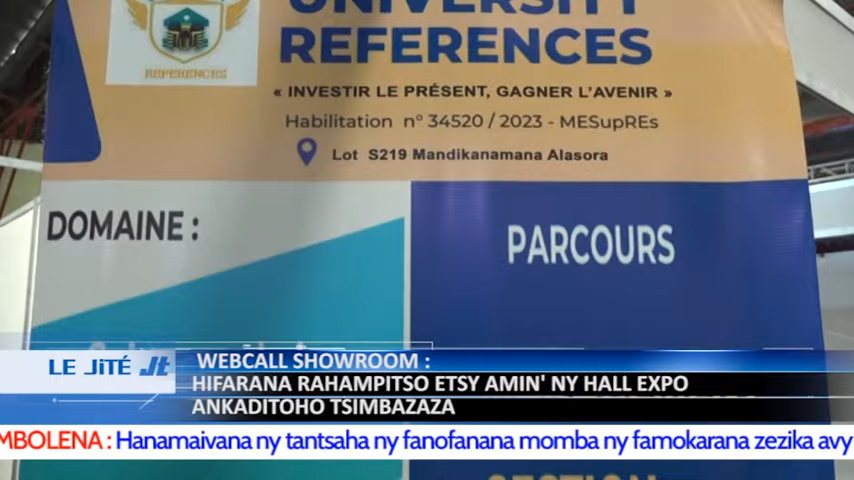 UNIVERSITY
REFERENCES
REFERENCES
« INVESTIR LE PRÉSENT, GAGNER L'AVENIR »
Habilitation n° 34520 / 2023 - MESupREs
Lot S219 Mandikanamana Alasora
DOMAINE :
PARCOURS
LE JiTÉ Jt
WEBCALL SHOWROOM :
HIFARANA RAHAMPITSO ETSY AMIN' NY HALL EXPO
ANKADITOHO TSIMBAZAZA
MBOLENA : Hanamaivana ny tantsaha ny fanofanana momba ny famokarana zezika avy